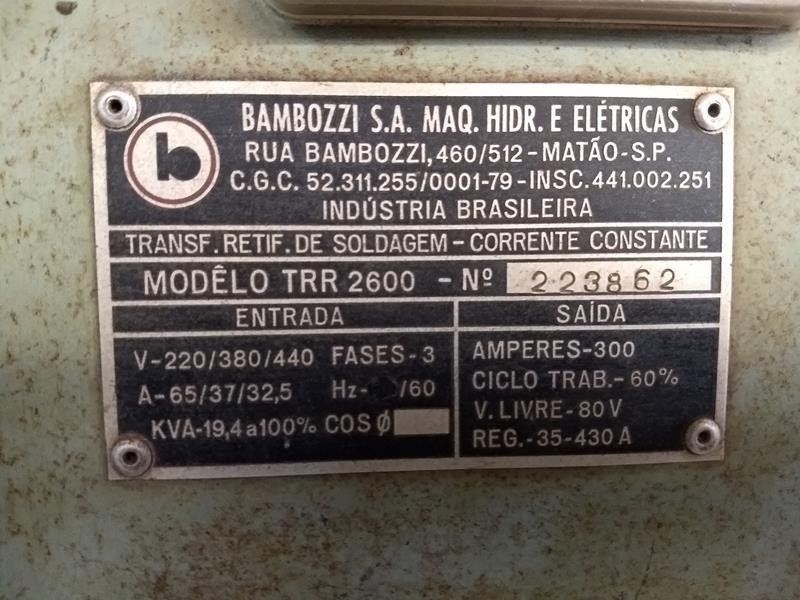 b
BAMBOZZI S.A. MAQ. HIDR. E ELÉTRICAS
RUA BAMBOZZI, 460/512 - MATÃO - S.P.
C.G.C. 52.311.255/0001-79 - INSC. 441.002.251
INDÚSTRIA BRASILEIRA
TRANSF. RETIF. DE SOLDAGEM - CORRENTE CONSTANTE
MODÊLO TRR 2600 - Nº 223862
ENTRADA
V-220/380/440 FASES-3
A-65/37/32,5 Hz- /60
KVA-19,4 a 100% COS Ø
SAÍDA
AMPERES-300
CICLO TRAB.- 60%
V. LIVRE- 80 V
REG.- 35-430 A